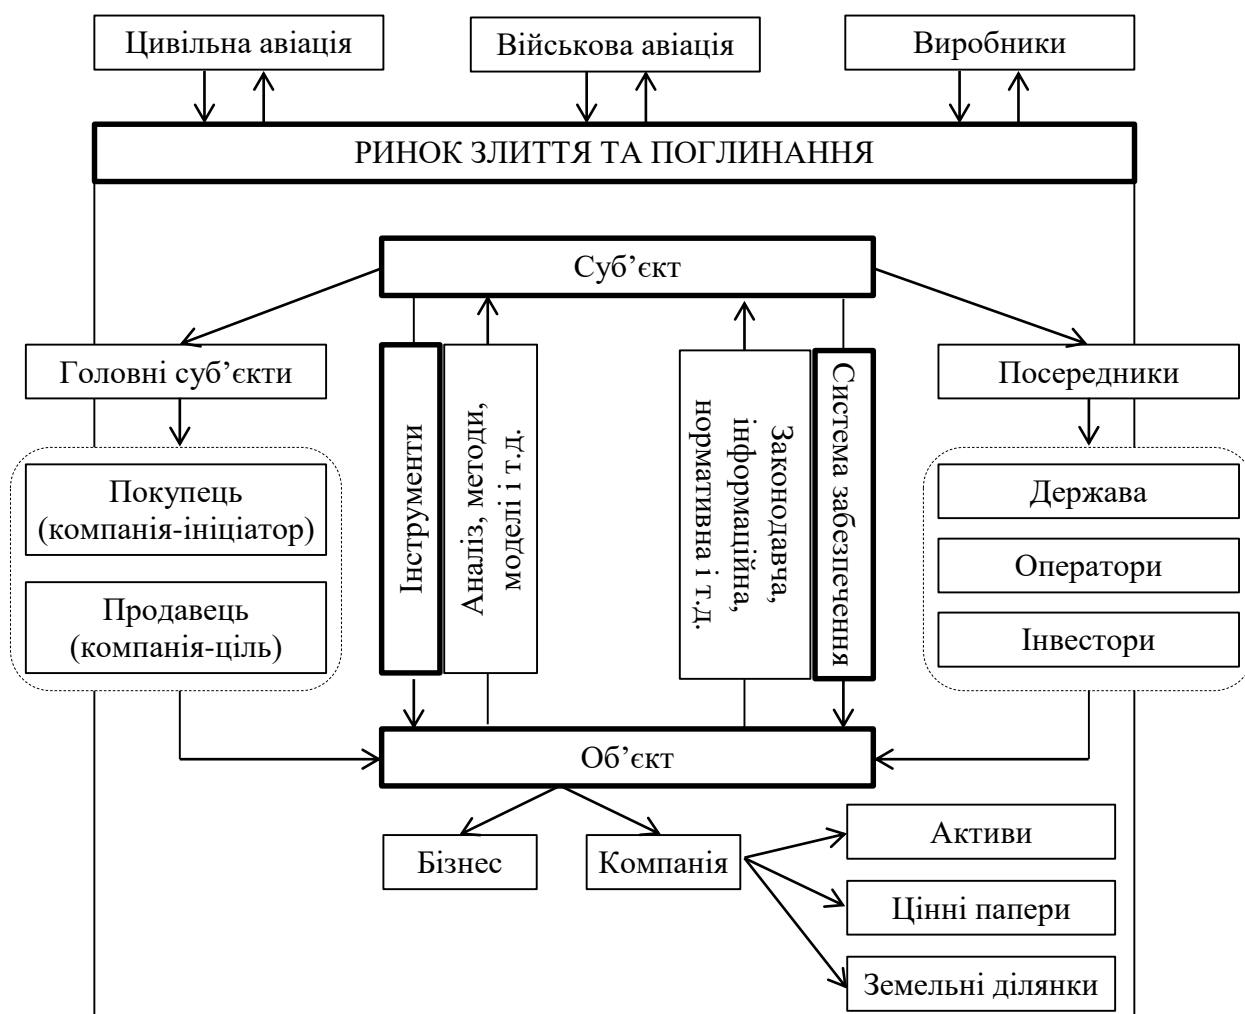 Цивільна авіація
Військова авіація
Виробники
РИНОК ЗЛИТТЯ ТА ПОГЛИНАННЯ
Суб’єкт
Головні суб’єкти
Посередники
Покупець
(компанія-ініціатор)
Продавець
(компанія-ціль)
Інструменти
Аналіз, методи,
моделі і т.д.
Законодавча,
інформаційна,
нормативна і т.д.
Система забезпечення
Держава
Оператори
Інвестори
Об’єкт
Бізнес
Компанія
Активи
Цінні папери
Земельні ділянки